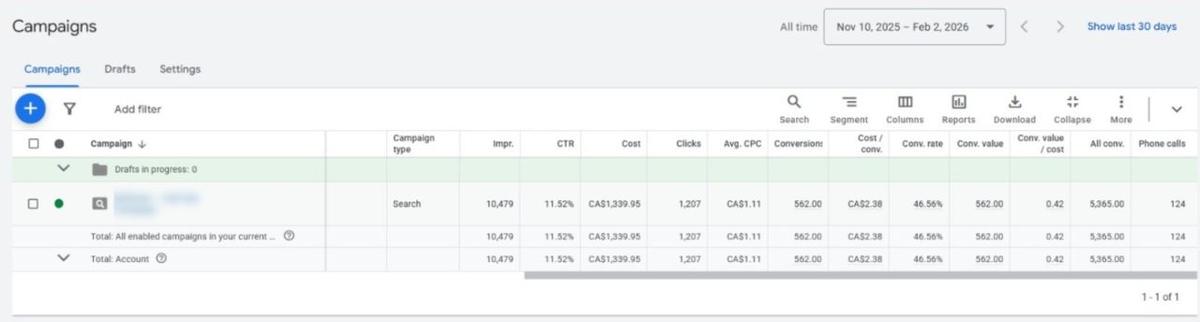 Campaigns
All time Nov 10, 2025 – Feb 2, 2026 Show last 30 days
Campaigns Drafts Settings
Add filter
Search Segment Columns Reports Download Collapse More
Campaign Campaign type Impr. CTR Cost Clicks Avg. CPC Conversions Cost / conv. Conv. rate Conv. value Conv. value / cost All conv. Phone calls
Drafts in progress: 0
Search 10,479 11.52% CA$1,339.95 1,207 CA$1.11 562.00 CA$2.38 46.56% 562.00 0.42 5,365.00 124
Total: All enabled campaigns in your current ... 10,479 11.52% CA$1,339.95 1,207 CA$1.11 562.00 CA$2.38 46.56% 562.00 0.42 5,365.00 124
Total: Account 10,479 11.52% CA$1,339.95 1,207 CA$1.11 562.00 CA$2.38 46.56% 562.00 0.42 5,365.00 124
1 - 1 of 1